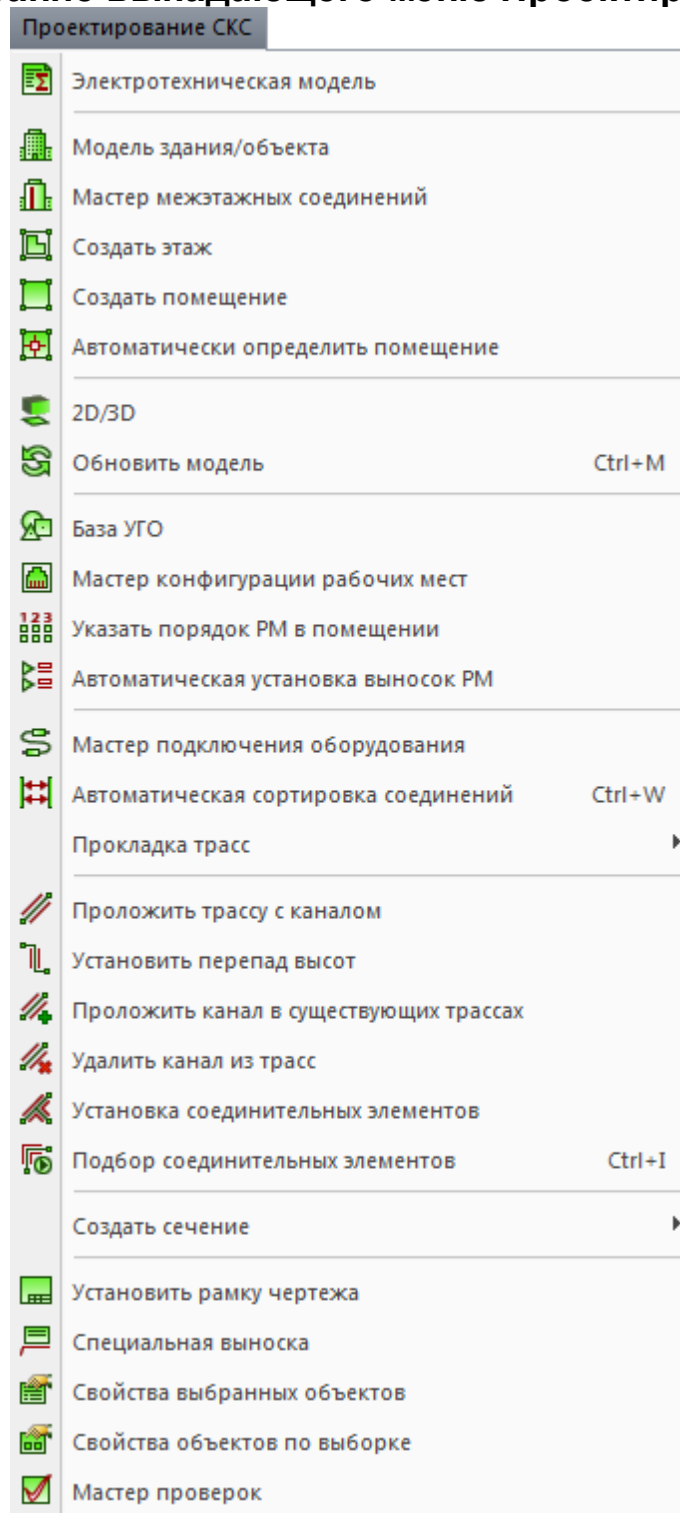 Проектирование СКС
Электротехническая модель
Модель здания/объекта
Мастер межэтажных соединений
Создать этаж
Создать помещение
Автоматически определить помещение
2D/3D
Обновить модель Ctrl+M
База УГО
Мастер конфигурации рабочих мест
123 Указать порядок РМ в помещении
Автоматическая установка выносок РМ
Мастер подключения оборудования
Автоматическая сортировка соединений Ctrl+W
Прокладка трасс
Проложить трассу с каналом
Установить перепад высот
Проложить канал в существующих трассах
Удалить канал из трасс
Установка соединительных элементов
Подбор соединительных элементов Ctrl+I
Создать сечение
Установить рамку чертежа
Специальная выноска
Свойства выбранных объектов
Свойства объектов по выборке
Мастер проверок